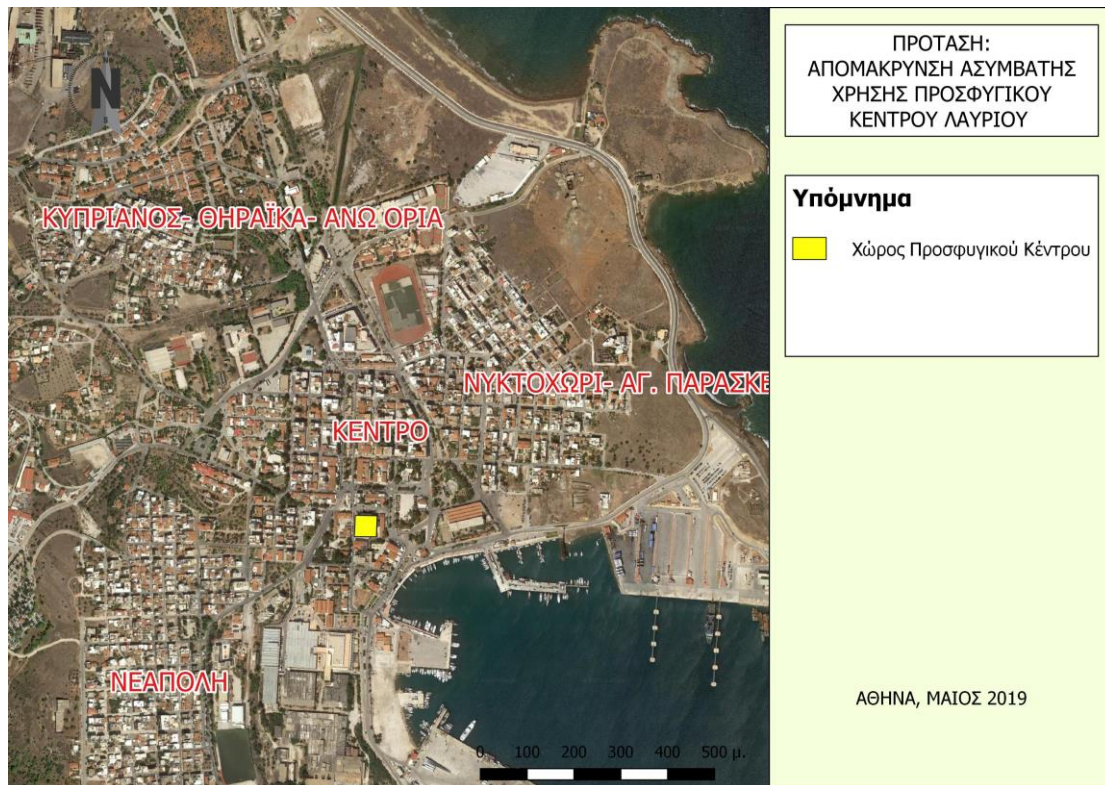 ΠΡΟΤΑΣΗ:
ΑΠΟΜΑΚΡΥΝΣΗ ΑΣΥΜΒΑΤΗΣ
ΧΡΗΣΗΣ ΠΡΟΣΦΥΓΙΚΟΥ
ΚΕΝΤΡΟΥ ΛΑΥΡΙΟΥ
Υπόμνημα
Χώρος Προσφυγικού Κέντρου
N
ΚΥΠΡΙΑΝΟΣ- ΘΗΡΑΪΚΑ- ΑΝΩ ΟΡΙΑ
ΝΥΚΤΟΧΩΡΙ- ΑΓ. ΠΑΡΑΣΚΕ
ΚΕΝΤΡΟ
ΝΕΑΠΟΛΗ
ΑΘΗΝΑ, ΜΑΙΟΣ 2019
0 100 200 300 400 500 μ.